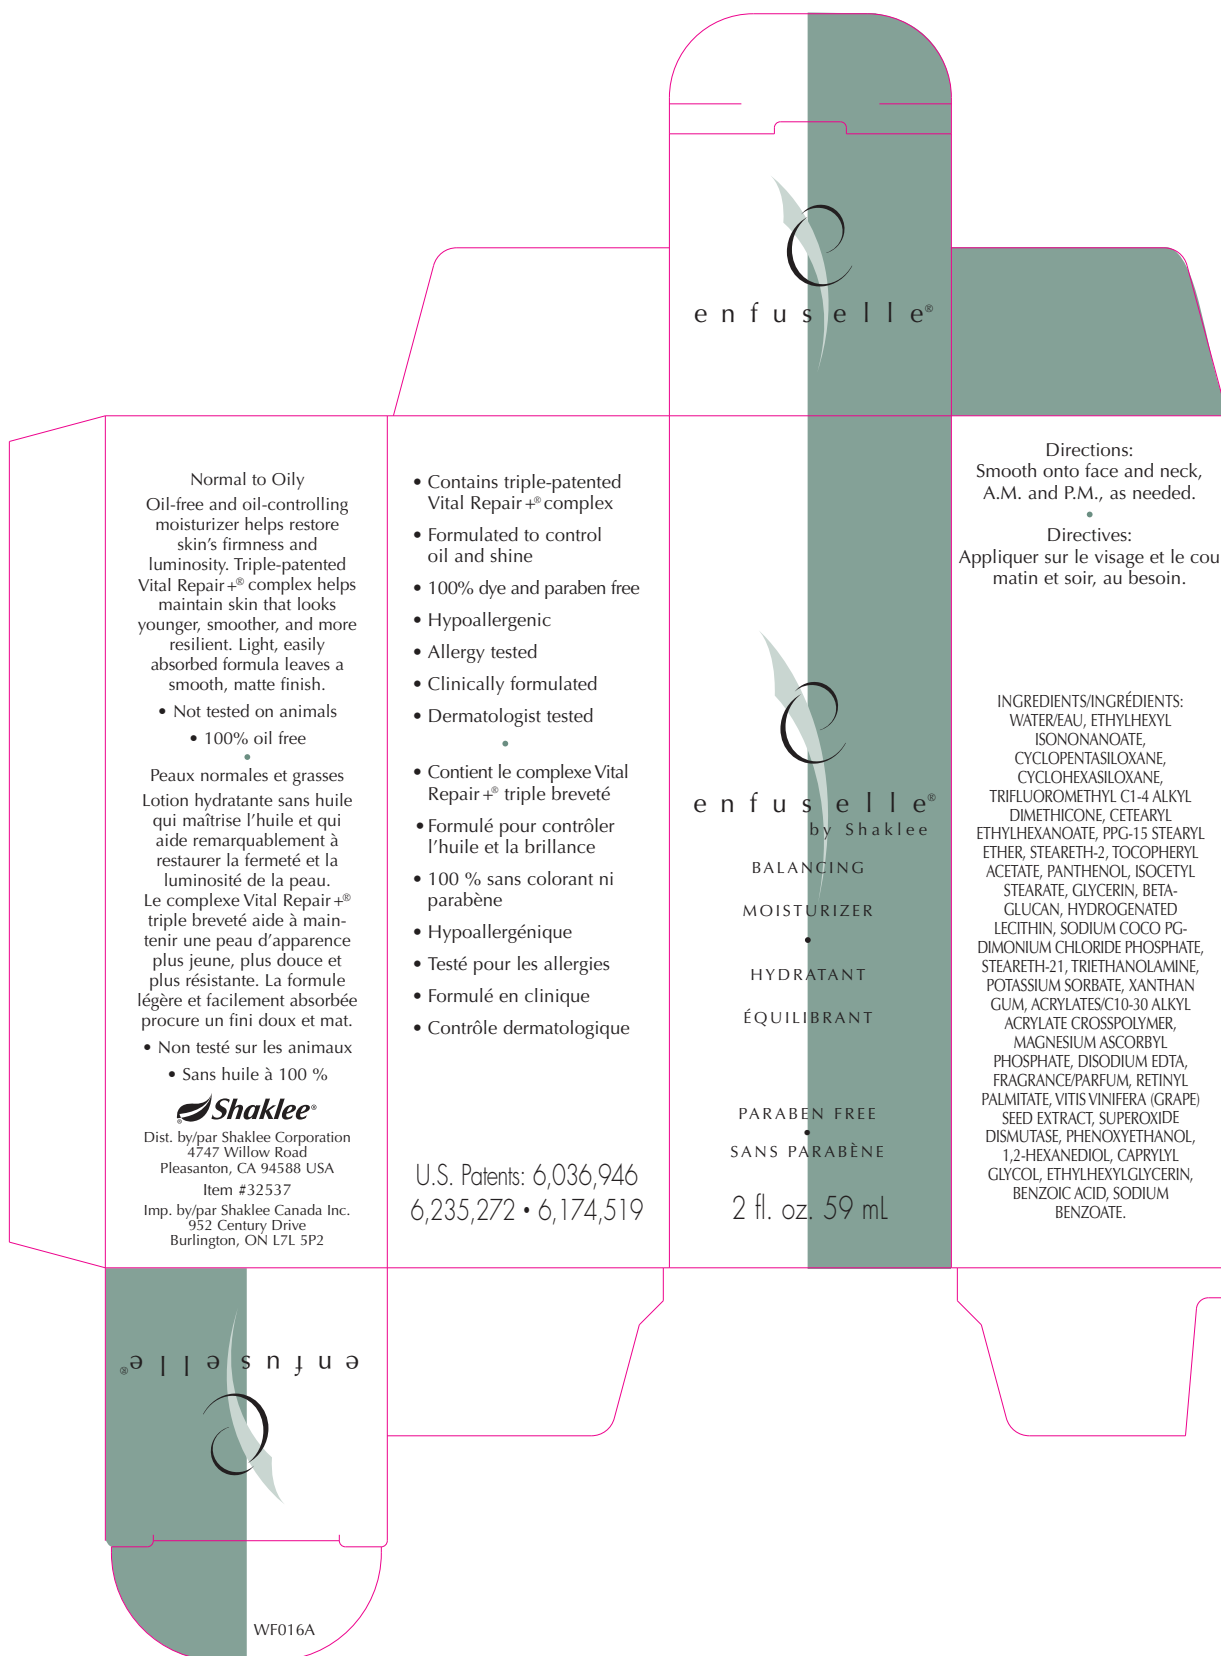 enfuselle®
Normal to Oily
Oil-free and oil-controlling
moisturizer helps restore
skin's firmness and
luminosity. Triple-patented
Vital Repair+® complex helps
maintain skin that looks
younger, smoother, and more
resilient. Light, easily
absorbed formula leaves a
smooth, matte finish.
• Not tested on animals
• 100% oil free
•
Peaux normales et grasses
Lotion hydratante sans huile
qui maîtrise l'huile et qui
aide remarquablement à
restaurer la fermeté et la
luminosité de la peau.
Le complexe Vital Repair+®
triple breveté aide à main-
tenir une peau d'apparence
plus jeune, plus douce et
plus résistante. La formule
légère et facilement absorbée
procure un fini doux et mat.
• Non testé sur les animaux
• Sans huile à 100 %
Shaklee®
Dist. by/par Shaklee Corporation
4747 Willow Road
Pleasanton, CA 94588 USA
Item #32537
Imp. by/par Shaklee Canada Inc.
952 Century Drive
Burlington, ON L7L 5P2
• Contains triple-patented
Vital Repair+® complex
• Formulated to control
oil and shine
• 100% dye and paraben free
• Hypoallergenic
• Allergy tested
• Clinically formulated
• Dermatologist tested
•
• Contient le complexe Vital
Repair+® triple breveté
• Formulé pour contrôler
l'huile et la brillance
• 100 % sans colorant ni
parabène
• Hypoallergénique
• Testé pour les allergies
• Formulé en clinique
• Contrôle dermatologique
U.S. Patents: 6,036,946
6,235,272 • 6,174,519
enfuselle®
by Shaklee
BALANCING
MOISTURIZER
•
HYDRATANT
ÉQUILIBRANT
PARABEN FREE
•
SANS PARABÈNE
2 fl. oz. 59 mL
Directions:
Smooth onto face and neck,
A.M. and P.M., as needed.
•
Directives:
Appliquer sur le visage et le cou
matin et soir, au besoin.
INGREDIENTS/INGRÉDIENTS:
WATER/EAU, ETHYLHEXYL
ISONONANOATE,
CYCLOPENTASILOXANE,
CYCLOHEXASILOXANE,
TRIFLUOROMETHYL C1-4 ALKYL
DIMETHICONE, CETEARYL
ETHYLHEXANOATE, PPG-15 STEARYL
ETHER, STEARETH-2, TOCOPHERYL
ACETATE, PANTHENOL, ISOCETYL
STEARATE, GLYCERIN, BETA-
GLUCAN, HYDROGENATED
LECITHIN, SODIUM COCO PG-
DIMONIUM CHLORIDE PHOSPHATE,
STEARETH-21, TRIETHANOLAMINE,
POTASSIUM SORBATE, XANTHAN
GUM, ACRYLATES/C10-30 ALKYL
ACRYLATE CROSSPOLYMER,
MAGNESIUM ASCORBYL
PHOSPHATE, DISODIUM EDTA,
FRAGRANCE/PARFUM, RETINYL
PALMITATE, VITIS VINIFERA (GRAPE)
SEED EXTRACT, SUPEROXIDE
DISMUTASE, PHENOXYETHANOL,
1,2-HEXANEDIOL, CAPRYLYL
GLYCOL, ETHYLHEXYLGLYCERIN,
BENZOIC ACID, SODIUM
BENZOATE.
enfuselle®
WF016A